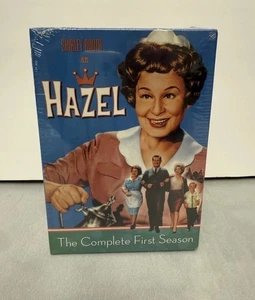 SHIRLEY BOOTH
AS
HAZEL
The Complete First Season